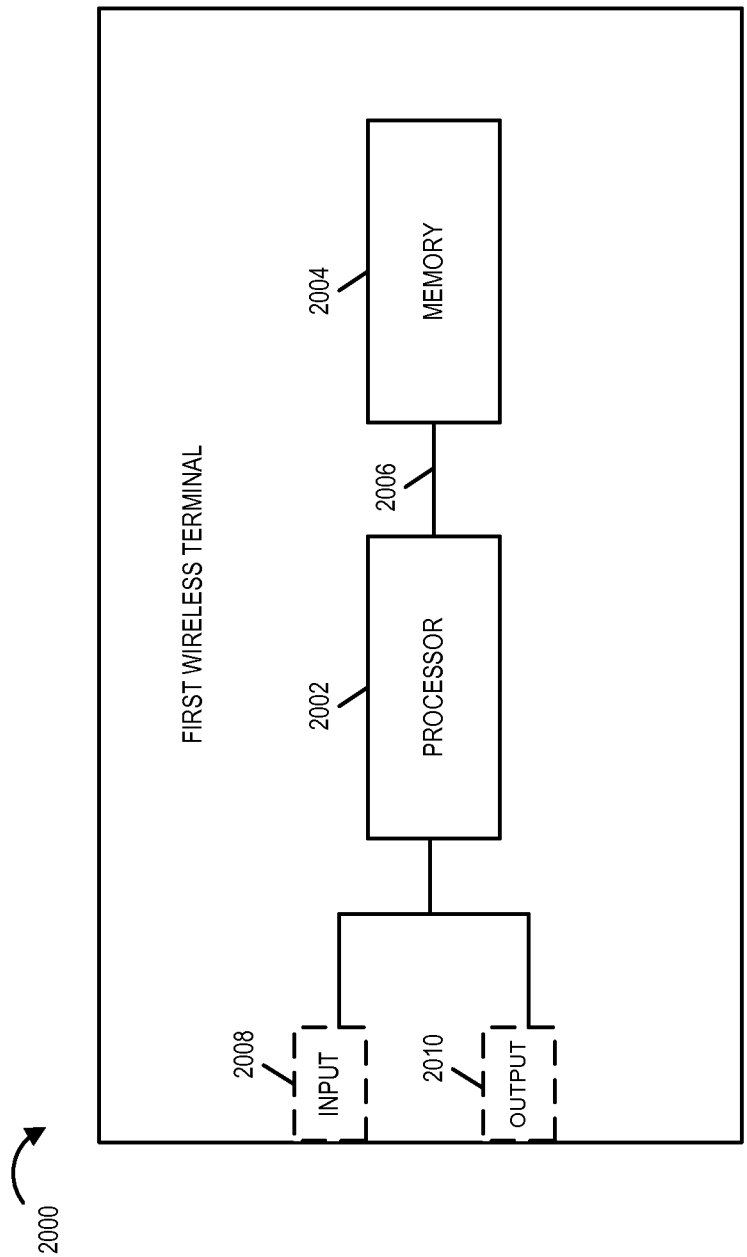 2000
FIRST WIRELESS TERMINAL
2008
INPUT
2010
OUTPUT
2002
PROCESSOR
2006
2004
MEMORY